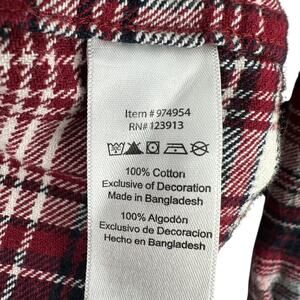 Item # 974954
RN# 123913
100% Cotton
Exclusive of Decoration
Made in Bangladesh
100% Algodón
Exclusivo de Decoracion
Hecho en Bangladesh